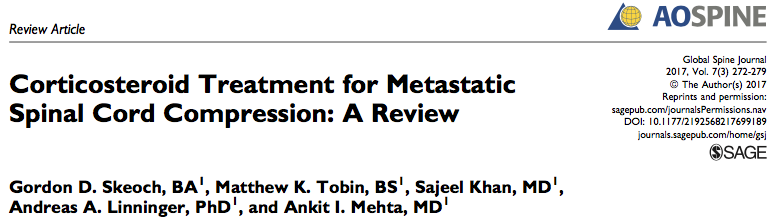 Review Article
AOSPINE
Global Spine Journal
2017, Vol. 7(3) 272-279
© The Author(s) 2017
Reprints and permission:
sagepub.com/journalsPermissions.nav
DOI: 10.1177/2192568217699189
journals.sagepub.com/home/gsj
SAGE
Corticosteroid Treatment for Metastatic
Spinal Cord Compression: A Review
Gordon D. Skeoch, BA¹, Matthew K. Tobin, BS¹, Sajeel Khan, MD¹,
Andreas A. Linninger, PhD¹, and Ankit I. Mehta, MD¹